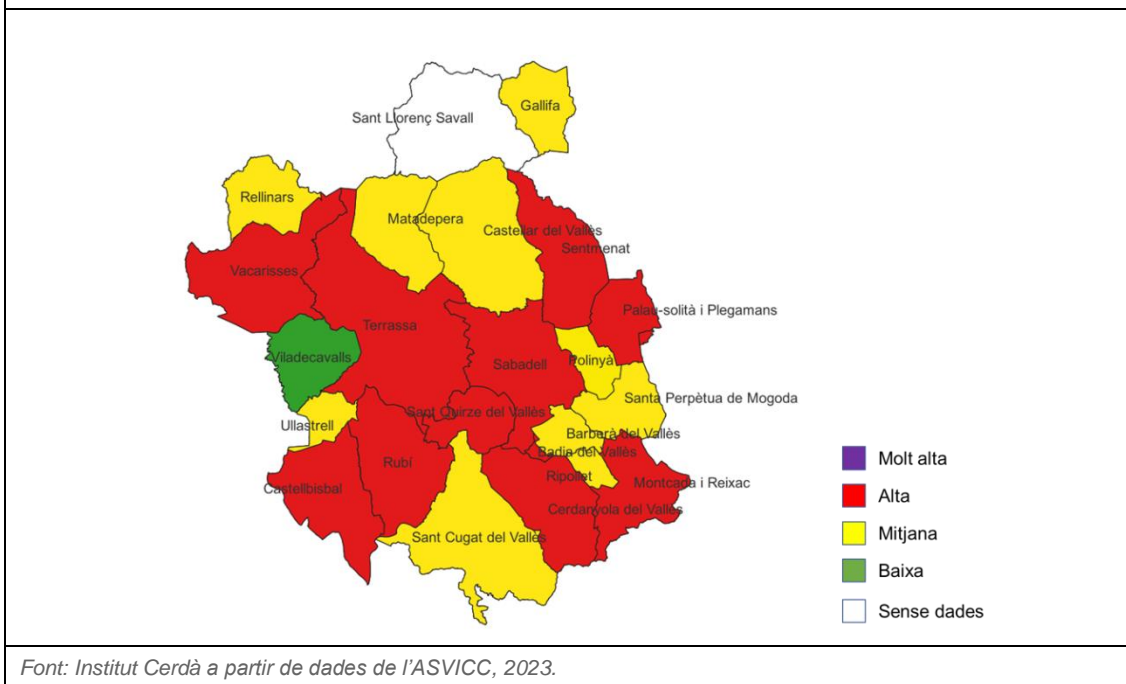 Gallifa
Sant Llorenç Savall
Rellinars
Matadepera
Castellar del Vallès
Sentmenat
Vacarisses
Palau-solità i Plegamans
Terrassa
Viladecavalls
Sabadell
Polinyà
Santa Perpètua de Mogoda
Sant Quirze del Vallès
Ullastrell
Barberà del Vallès
Badia del Vallès
Rubí
Ripollet
Montcada i Reixac
Castellbisbal
Cerdanyola del Vallès
Sant Cugat del Vallès
Molt alta
Alta
Mitjana
Baixa
Sense dades
Font: Institut Cerdà a partir de dades de l'ASVICC, 2023.